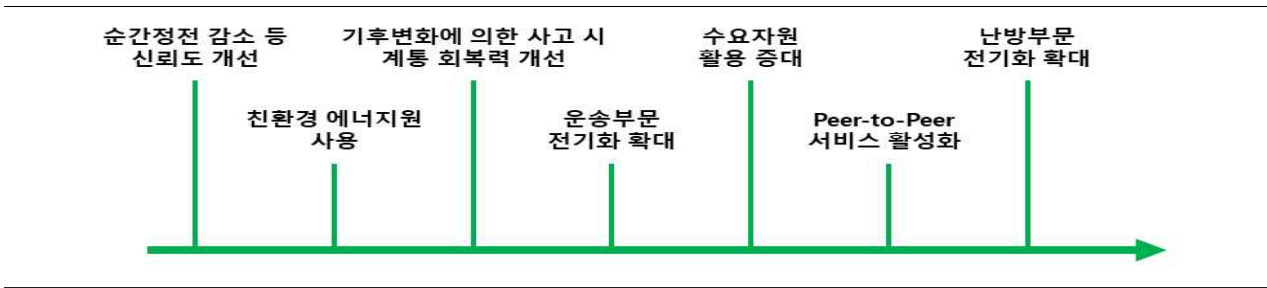 순간정전 감소 등
신뢰도 개선
친환경 에너지원
사용
기후변화에 의한 사고 시
계통 회복력 개선
운송부문
전기화 확대
수요자원
활용 증대
Peer-to-Peer
서비스 활성화
난방부문
전기화 확대